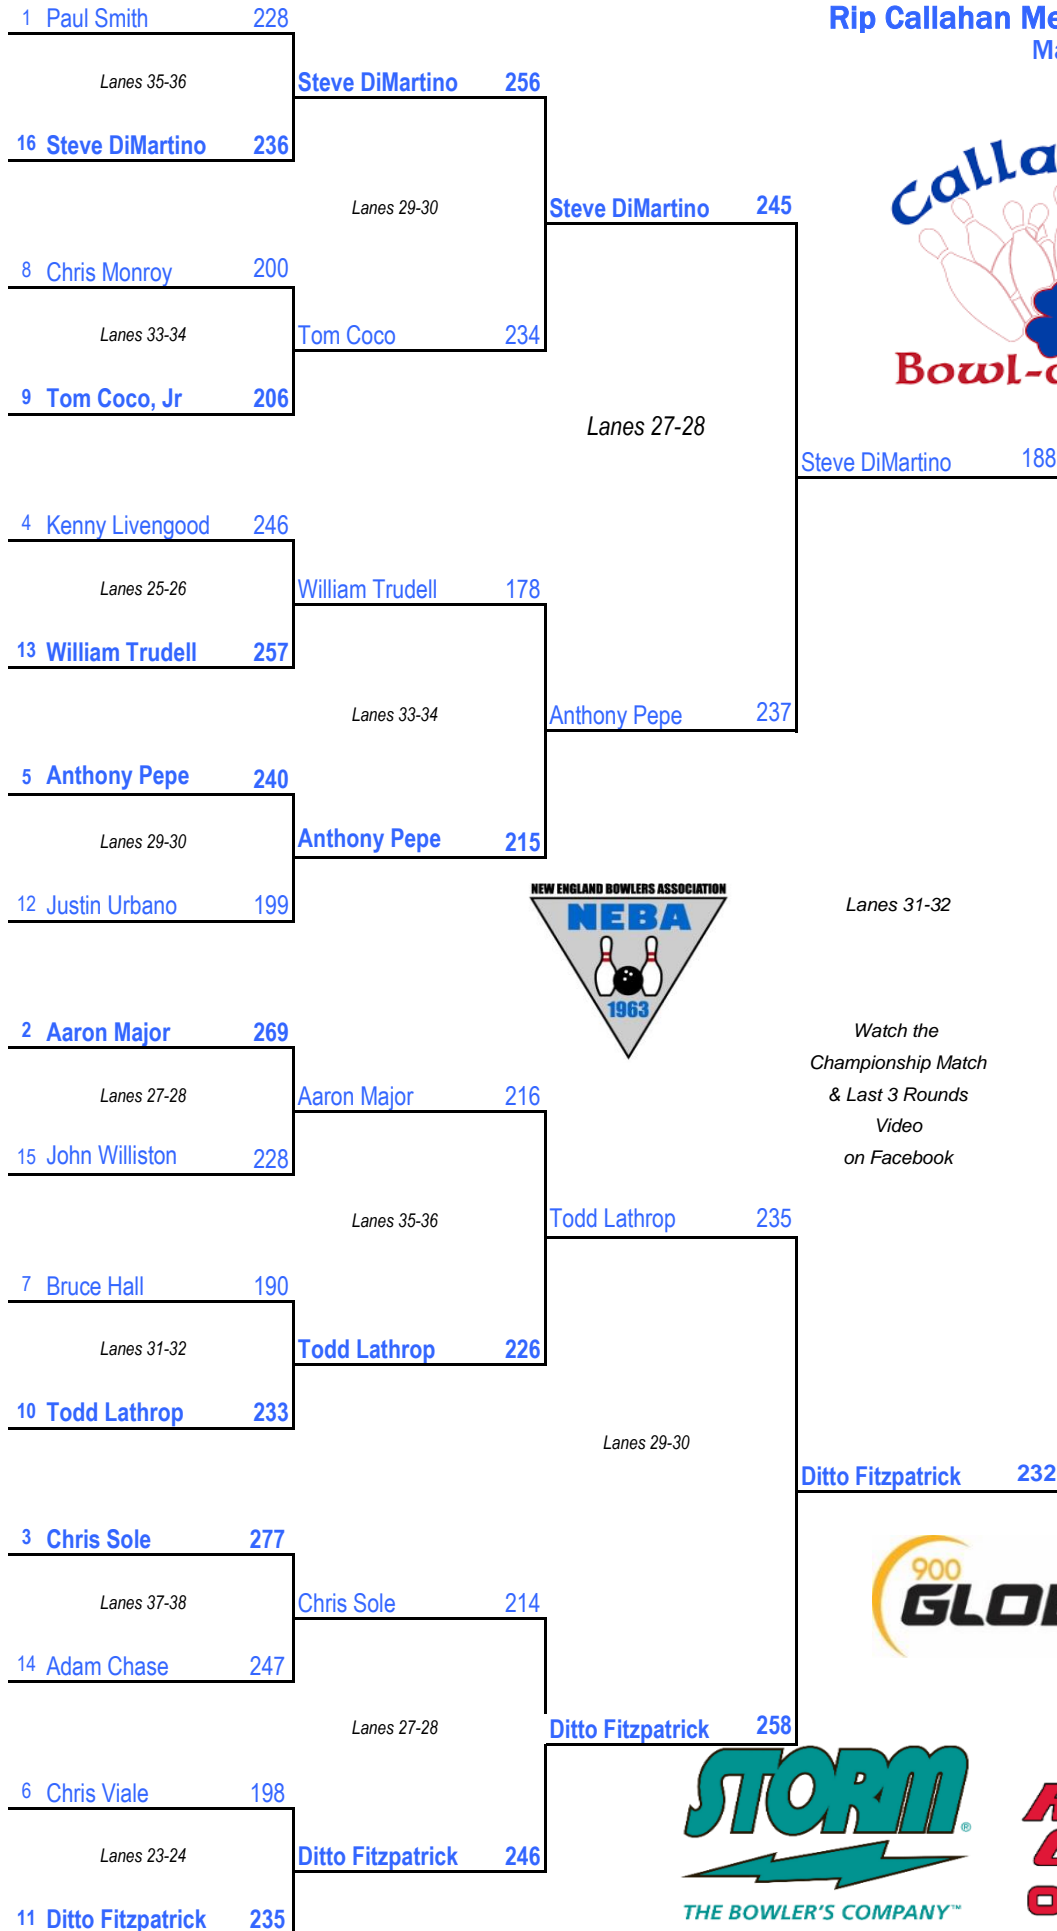 Rip Callahan Me
Ma
1 Paul Smith 228
Lanes 35-36
Steve DiMartino 256
16 Steve DiMartino 236
Lanes 29-30
Steve DiMartino 245
Calla
8 Chris Monroy 200
Lanes 33-34
Tom Coco 234
9 Tom Coco, Jr 206
Bowl-
Lanes 27-28
Steve DiMartino 188
4 Kenny Livengood 246
Lanes 25-26
William Trudell 178
13 William Trudell 257
Lanes 33-34
Anthony Pepe 237
5 Anthony Pepe 240
Lanes 29-30
Anthony Pepe 215
12 Justin Urbano 199
NEW ENGLAND BOWLERS ASSOCIATION
NEBA
1963
Lanes 31-32
2 Aaron Major 269
Lanes 27-28
Aaron Major 216
15 John Williston 228
Watch the
Championship Match
& Last 3 Rounds
Video
on Facebook
Lanes 35-36
Todd Lathrop 235
7 Bruce Hall 190
Lanes 31-32
Todd Lathrop 226
10 Todd Lathrop 233
Lanes 29-30
Ditto Fitzpatrick 232
3 Chris Sole 277
Lanes 37-38
Chris Sole 214
14 Adam Chase 247
900
GLO
Lanes 27-28
Ditto Fitzpatrick 258
6 Chris Viale 198
Lanes 23-24
Ditto Fitzpatrick 246
11 Ditto Fitzpatrick 235
STORM®
THE BOWLER'S COMPANY™